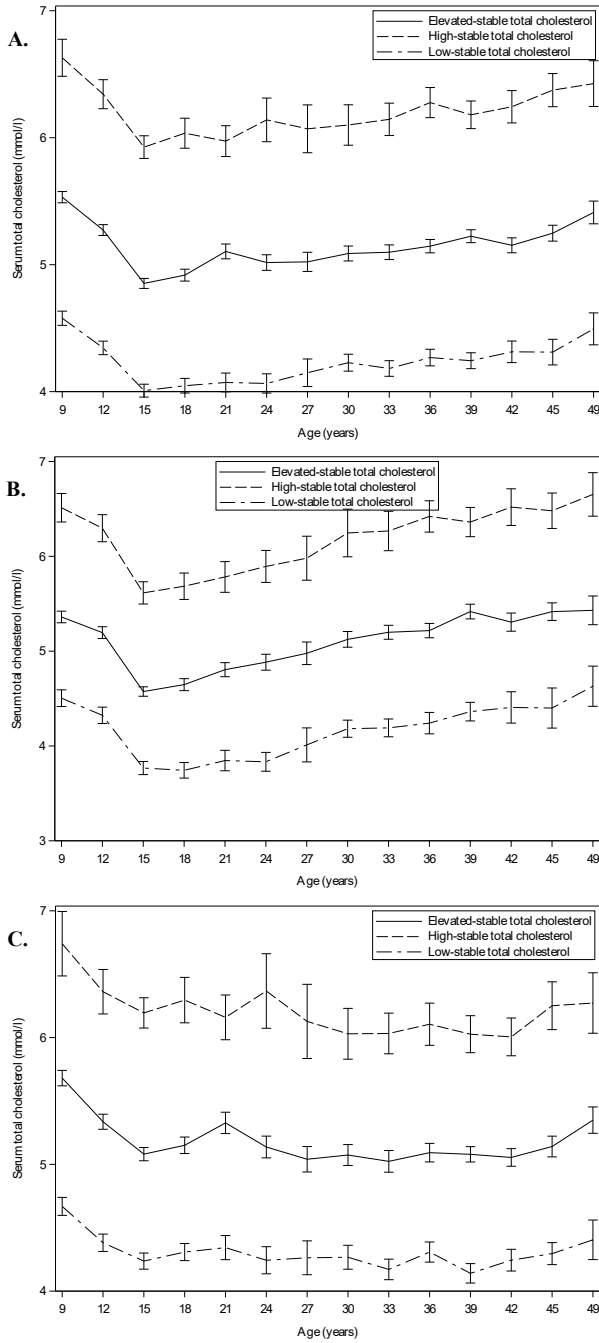 A.
Elevated-stable total cholesterol
High-stable total cholesterol
Low-stable total cholesterol
Serum total cholesterol (mmol/l)
7
6
5
4
9 12 15 18 21 24 27 30 33 36 39 42 45 49
Age (years)
B.
Elevated-stable total cholesterol
High-stable total cholesterol
Low-stable total cholesterol
Serum total cholesterol (mmol/l)
7
6
5
4
3
9 12 15 18 21 24 27 30 33 36 39 42 45 49
Age (years)
C.
Elevated-stable total cholesterol
High-stable total cholesterol
Low-stable total cholesterol
Serum total cholesterol (mmol/l)
7
6
5
4
9 12 15 18 21 24 27 30 33 36 39 42 45 49
Age (years)